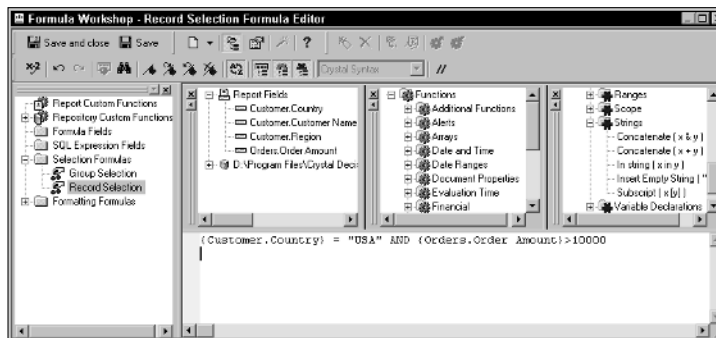 Formula Workshop - Record Selection Formula Editor
Save and close Save
x+2 Crystal Syntax //
Report Custom Functions
Repository Custom Functions
Formula Fields
SQL Expression Fields
Selection Formulas
Group Selection
Record Selection
Formatting Formulas
Report Fields
Customer.Country
Customer.Customer Name
Customer.Region
Orders.Order Amount
D:\Program Files\Crystal Decis
Functions
Additional Functions
Alerts
Arrays
Date and Time
Date Ranges
Document Properties
Evaluation Time
Financial
Ranges
Scope
Strings
Concatenate ( x & y )
Concatenate ( x + y )
In string ( x in y )
Insert Empty String ( "
Subscript ( x[y] )
Variable Declarations
{Customer.Country} = "USA" AND {Orders.Order Amount}>10000